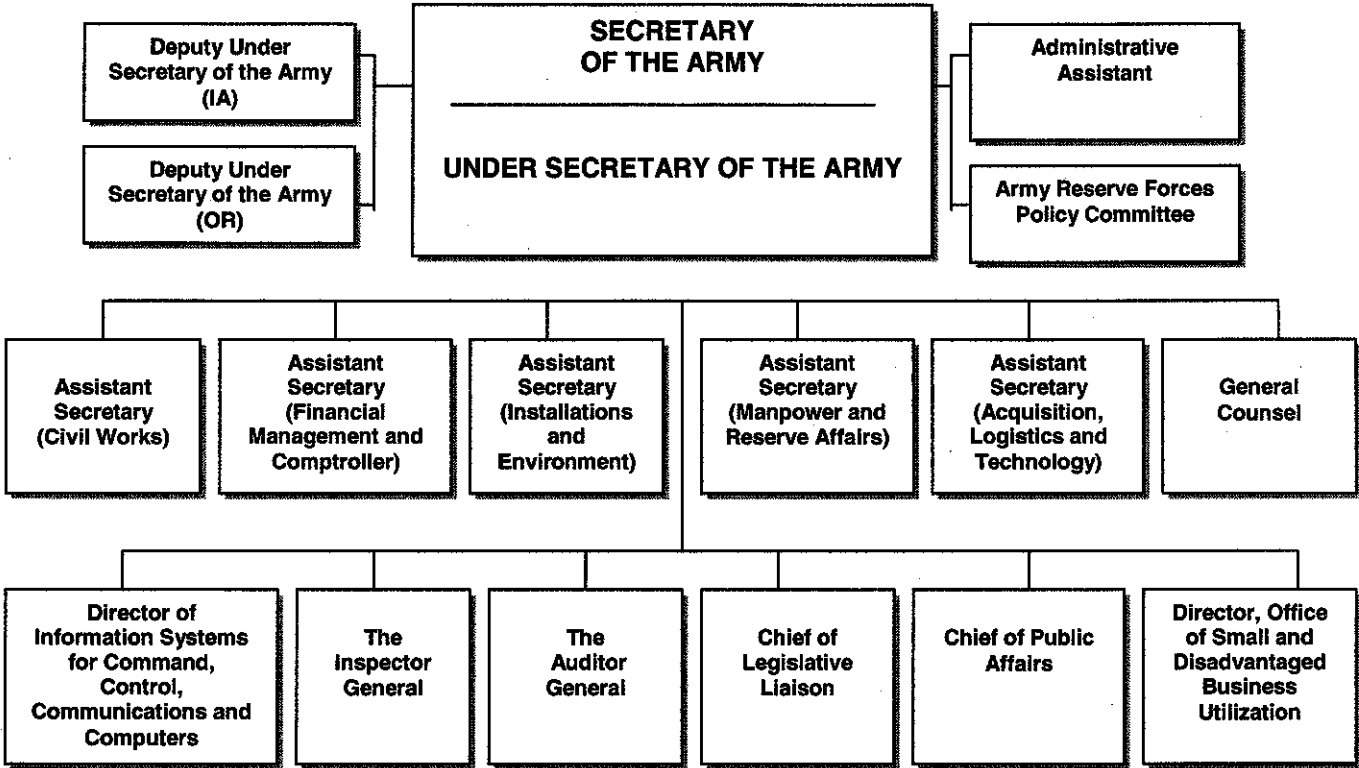 Deputy Under
Secretary of the Army
(IA)
Deputy Under
Secretary of the Army
(OR)
SECRETARY
OF THE ARMY
UNDER SECRETARY OF THE ARMY
Administrative
Assistant
Army Reserve Forces
Policy Committee
Assistant
Secretary
(Civil Works)
Assistant
Secretary
(Financial
Management and
Comptroller)
Assistant
Secretary
(Installations
and
Environment)
Assistant
Secretary
(Manpower and
Reserve Affairs)
Assistant
Secretary
(Acquisition,
Logistics and
Technology)
General
Counsel
Director of
Information Systems
for Command,
Control,
Communications and
Computers
The
Inspector
General
The
Auditor
General
Chief of
Legislative
Liaison
Chief of Public
Affairs
Director, Office
of Small and
Disadvantaged
Business
Utilization